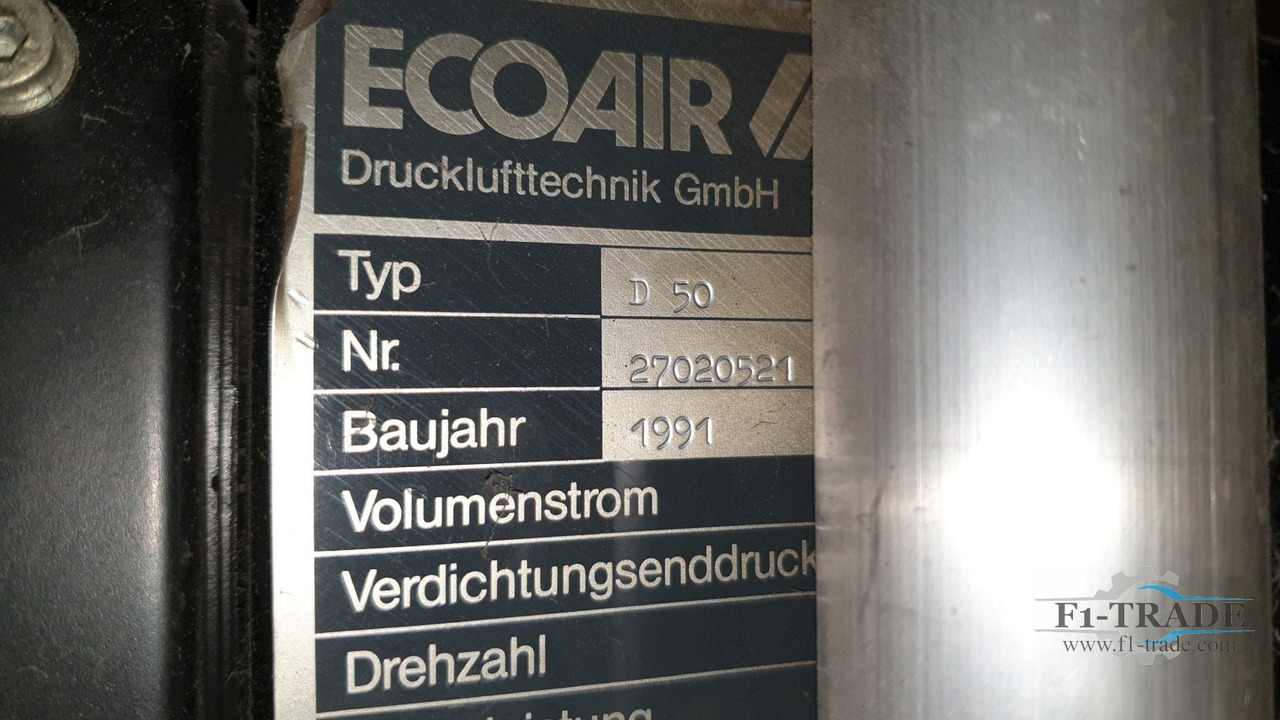 ECOAIR
Drucklufttechnik GmbH
Typ D 50
Nr. 27020521
Baujahr 1991
Volumenstrom
Verdichtungsenddruck
Drehzahl
F1-TRADE
www.f1-trade.com